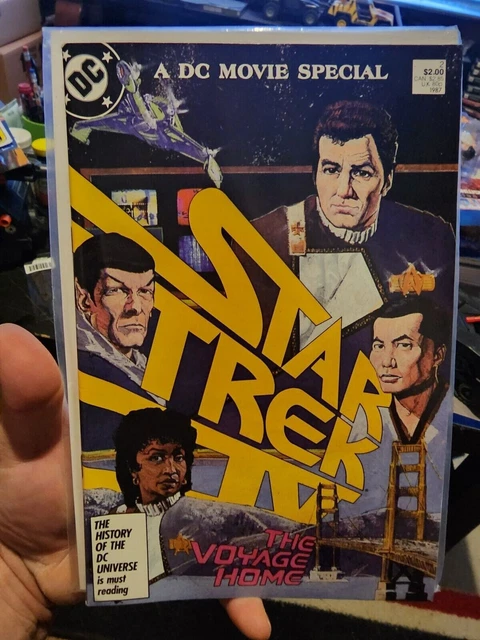 DC
A DC MOVIE SPECIAL
2
$2.00
1987
STAR
TREK
IV
THE
VOYAGE
HOME
THE
HISTORY
OF THE
DC
UNIVERSE
is must
reading